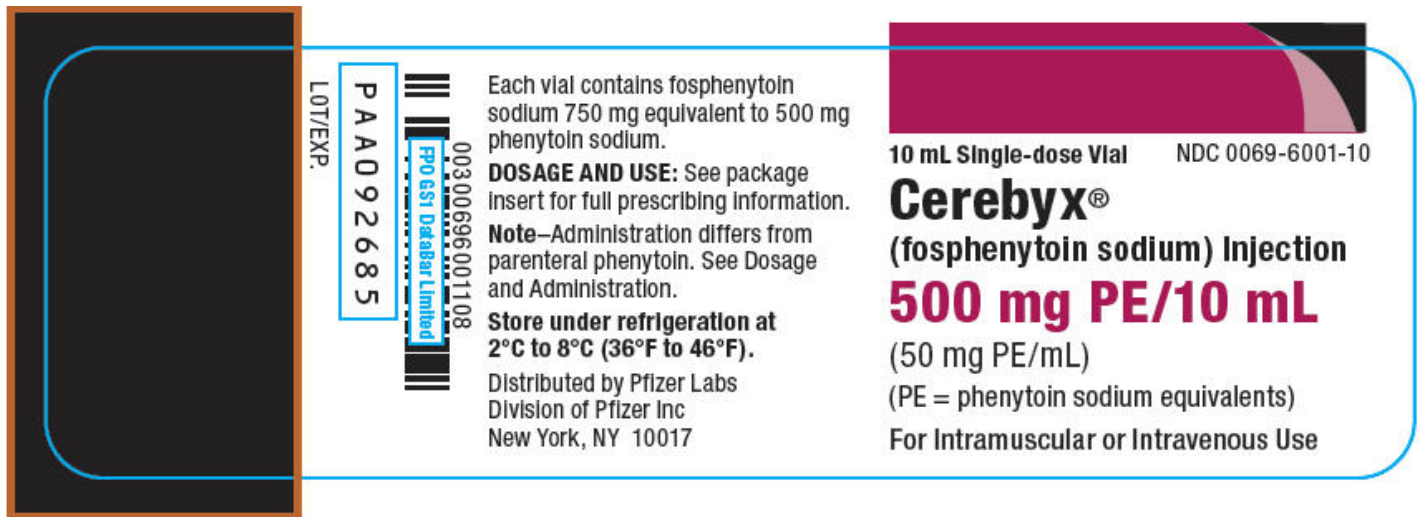 LOT/EXP.
PAA092685
FPO GS1 DataBar Limited
00300696001108
Each vial contains fosphenytoin
sodium 750 mg equivalent to 500 mg
phenytoin sodium.
DOSAGE AND USE: See package
insert for full prescribing information.
Note–Administration differs from
parenteral phenytoin. See Dosage
and Administration.
Store under refrigeration at
2°C to 8°C (36°F to 46°F).
Distributed by Pfizer Labs
Division of Pfizer Inc
New York, NY 10017
10 mL Single-dose Vial NDC 0069-6001-10
Cerebyx®
(fosphenytoin sodium) Injection
500 mg PE/10 mL
(50 mg PE/mL)
(PE = phenytoin sodium equivalents)
For Intramuscular or Intravenous Use